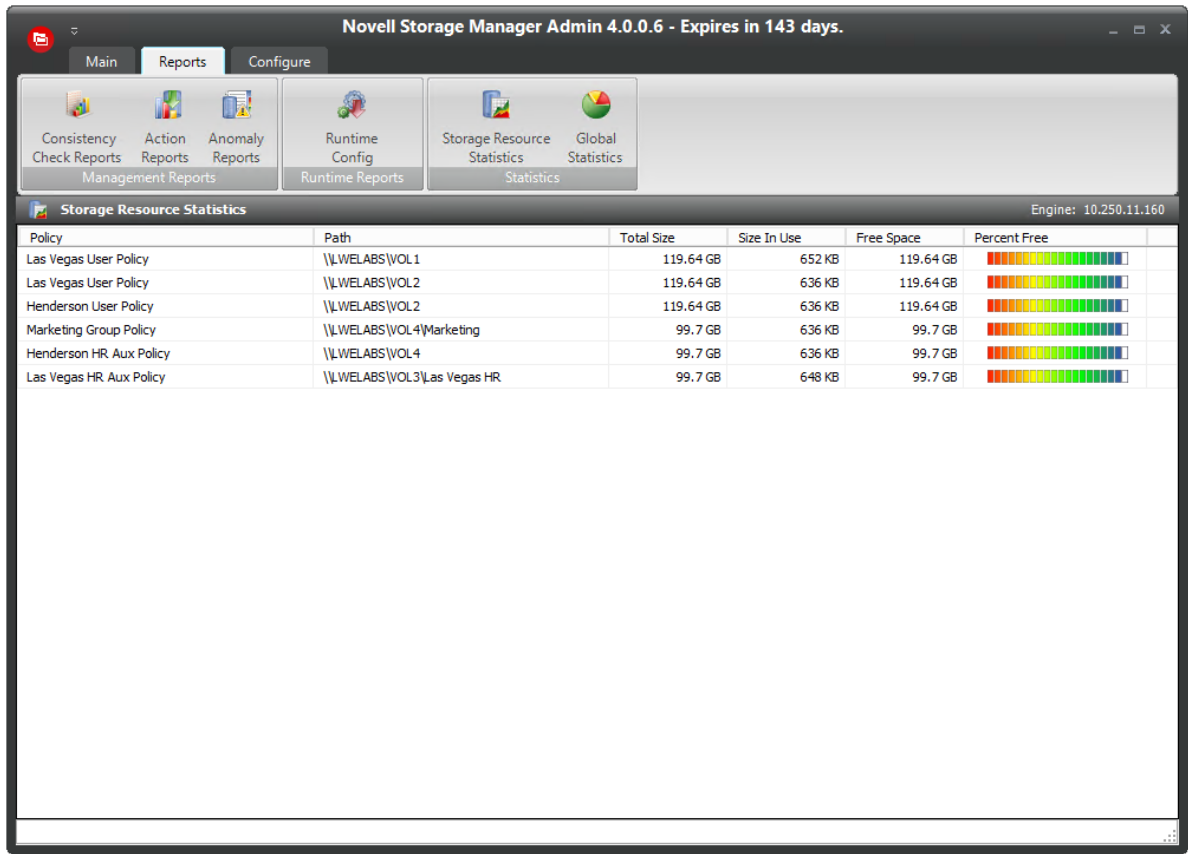 Novell Storage Manager Admin 4.0.0.6 - Expires in 143 days.
Main Reports Configure
Consistency Check Reports
Action Reports
Anomaly Reports
Management Reports
Runtime Config
Runtime Reports
Storage Resource Statistics
Global Statistics
Statistics
Storage Resource Statistics Engine: 10.250.11.160
Policy Path Total Size Size In Use Free Space Percent Free
Las Vegas User Policy \\LWELABS\VOL1 119.64 GB 652 KB 119.64 GB
Las Vegas User Policy \\LWELABS\VOL2 119.64 GB 636 KB 119.64 GB
Henderson User Policy \\LWELABS\VOL2 119.64 GB 636 KB 119.64 GB
Marketing Group Policy \\LWELABS\VOL4\Marketing 99.7 GB 636 KB 99.7 GB
Henderson HR Aux Policy \\LWELABS\VOL4 99.7 GB 636 KB 99.7 GB
Las Vegas HR Aux Policy \\LWELABS\VOL3\Las Vegas HR 99.7 GB 648 KB 99.7 GB